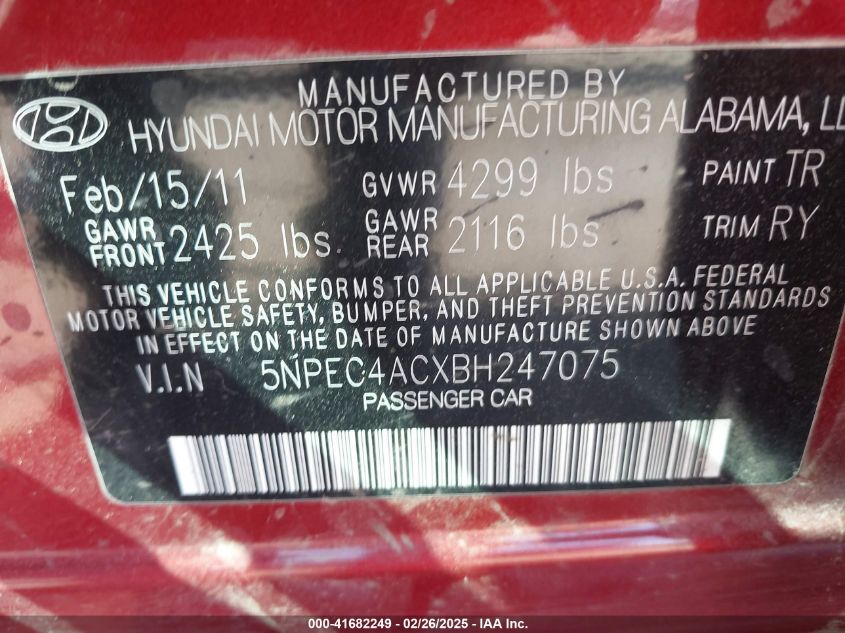 MANUFACTURED BY
HYUNDAI MOTOR MANUFACTURING ALABAMA, LL
Feb/15/11 GVWR 4299 lbs PAINT TR
GAWR FRONT 2425 lbs. GAWR REAR 2116 lbs TRIM RY
THIS VEHICLE CONFORMS TO ALL APPLICABLE U.S.A. FEDERAL
MOTOR VEHICLE SAFETY, BUMPER, AND THEFT PREVENTION STANDARDS
IN EFFECT ON THE DATE OF MANUFACTURE SHOWN ABOVE
V.I.N 5NPEC4ACXBH247075
PASSENGER CAR
000-41682249 - 02/26/2025 - IAA Inc.